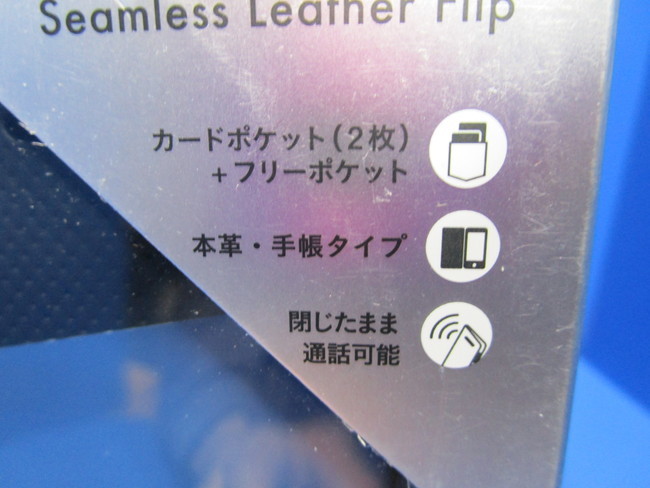 Seamless Leather Flip
カードポケット(2枚)
+フリーポケット
本革・手帳タイプ
閉じたまま
通話可能